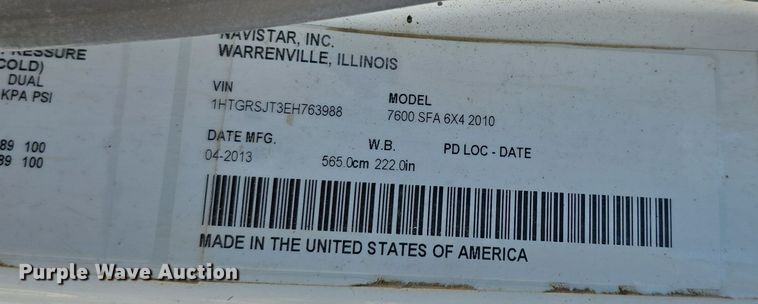 NAVISTAR, INC.
WARRENVILLE, ILLINOIS
PRESSURE
COLD)
DUAL
KPA PSI
89 100
89 100
VIN
1HTGRSJT3EH763988
MODEL
7600 SFA 6X4 2010
DATE MFG.
04-2013
W.B.
565.0cm 222.0in
PD LOC - DATE
MADE IN THE UNITED STATES OF AMERICA
Purple Wave Auction